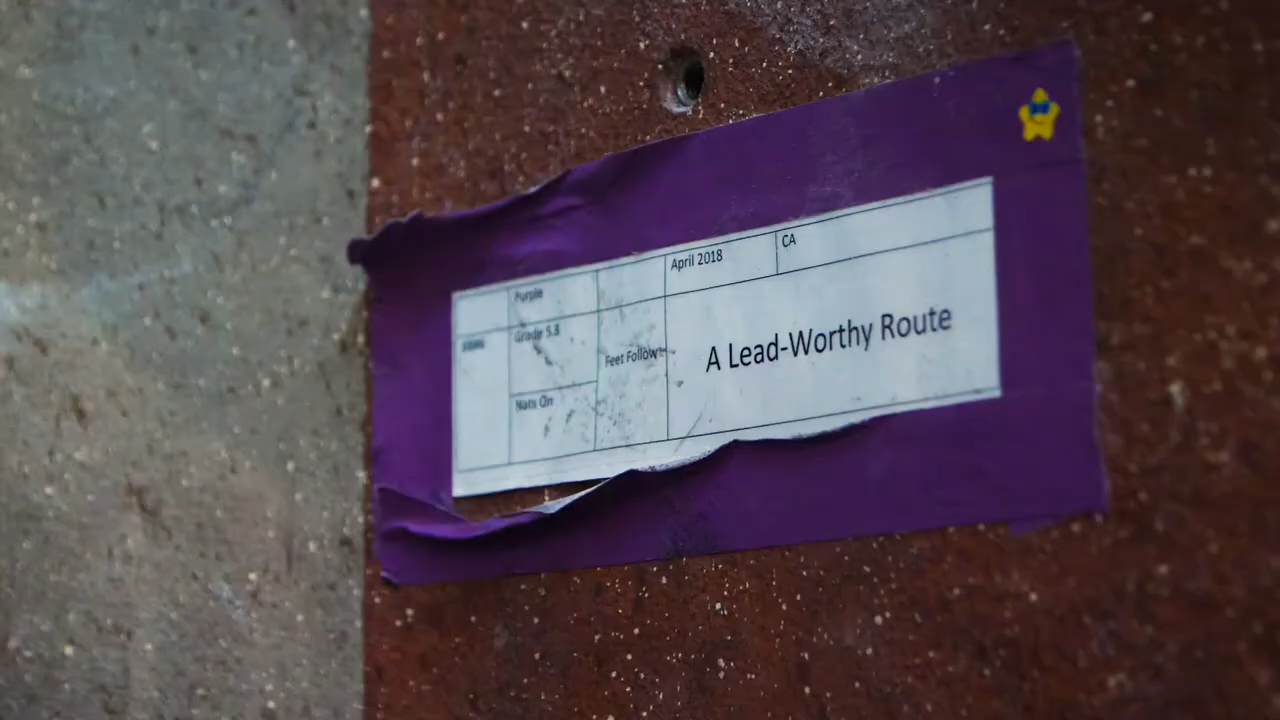 Purple
April 2018
CA
Grade 5.8
Feet Follow
A Lead-Worthy Route
Nats On